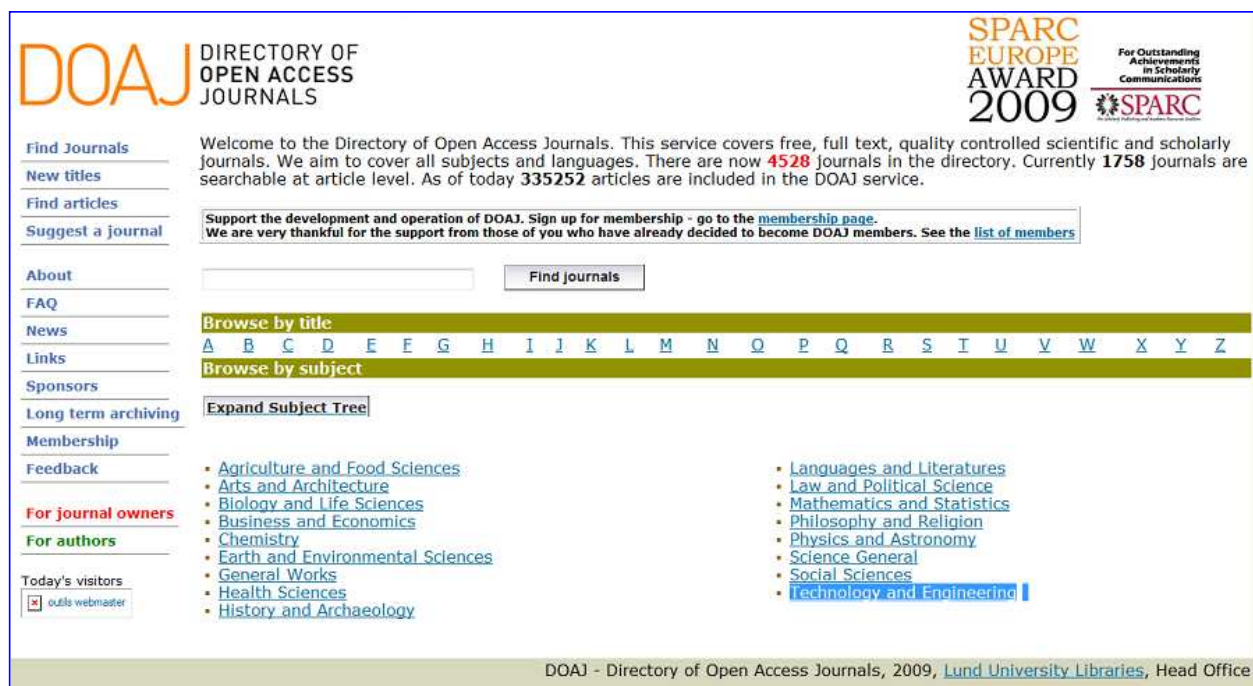 DOAJ DIRECTORY OF
OPEN ACCESS
JOURNALS
SPARC
EUROPE
AWARD
2009
For Outstanding
Achievements
in Scholarly
Communications
SPARC
Find Journals
New titles
Find articles
Suggest a journal
About
FAQ
News
Links
Sponsors
Long term archiving
Membership
Feedback
For journal owners
For authors
Today's visitors
outils webmaster
Welcome to the Directory of Open Access Journals. This service covers free, full text, quality controlled scientific and scholarly
journals. We aim to cover all subjects and languages. There are now 4528 journals in the directory. Currently 1758 journals are
searchable at article level. As of today 335252 articles are included in the DOAJ service.
Support the development and operation of DOAJ. Sign up for membership - go to the membership page.
We are very thankful for the support from those of you who have already decided to become DOAJ members. See the list of members
Find journals
Browse by title
A B C D E F G H I J K L M N O P Q R S T U V W X Y Z
Browse by subject
Expand Subject Tree
Agriculture and Food Sciences
Arts and Architecture
Biology and Life Sciences
Business and Economics
Chemistry
Earth and Environmental Sciences
General Works
Health Sciences
History and Archaeology
Languages and Literatures
Law and Political Science
Mathematics and Statistics
Philosophy and Religion
Physics and Astronomy
Science General
Social Sciences
Technology and Engineering
DOAJ - Directory of Open Access Journals, 2009, Lund University Libraries, Head Office